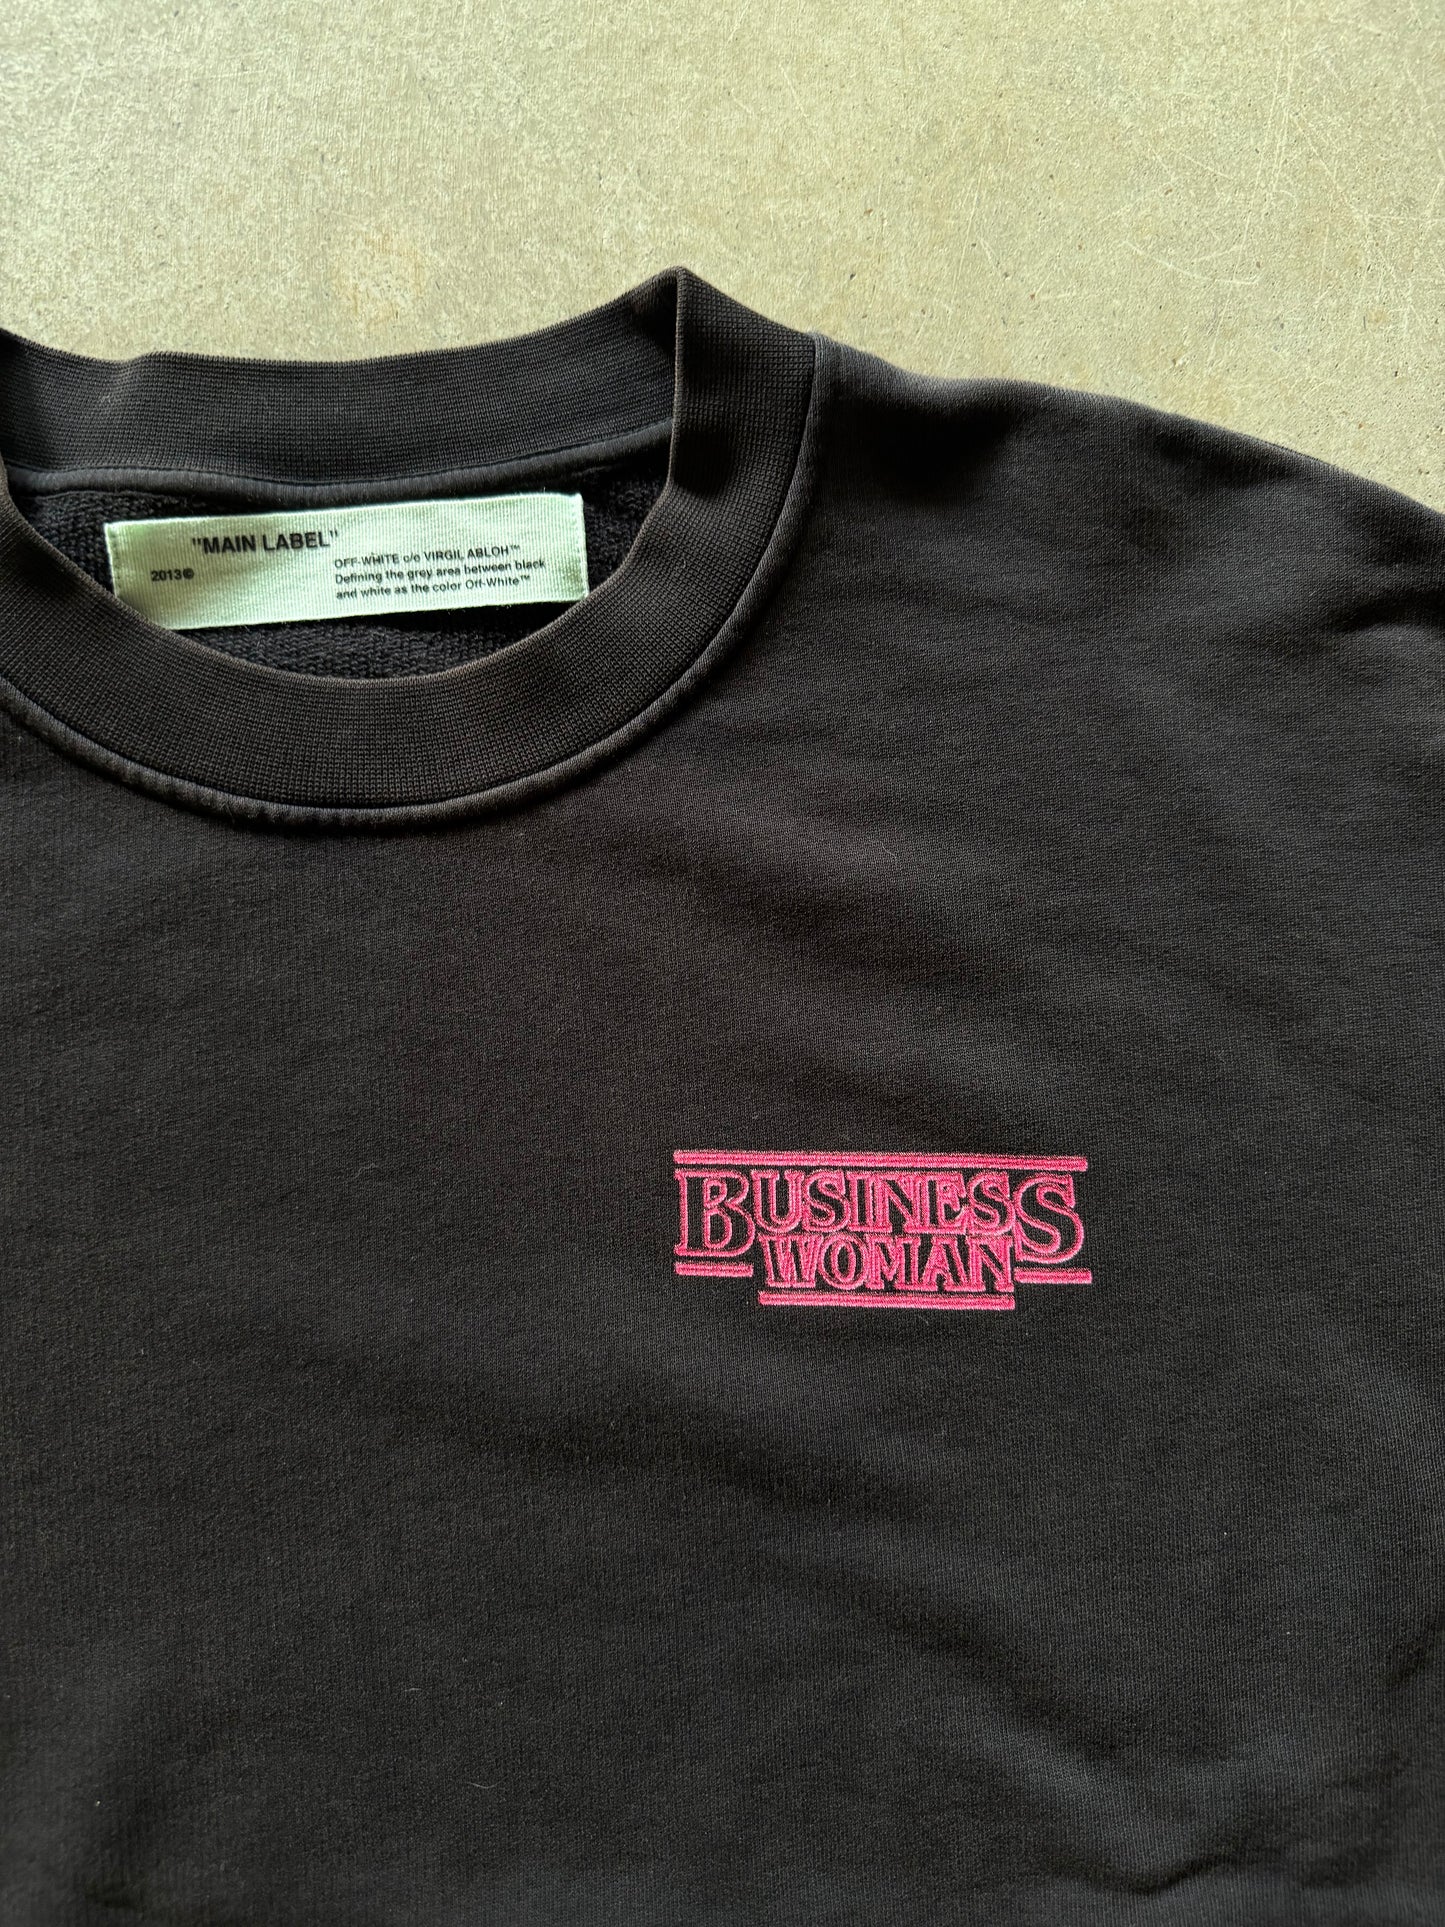 "MAIN LABEL"
2013©
OFF-WHITE c/o VIRGIL ABLOH™
Defining the grey area between black
and white as the color Off-White™
BUSINESS
WOMAN